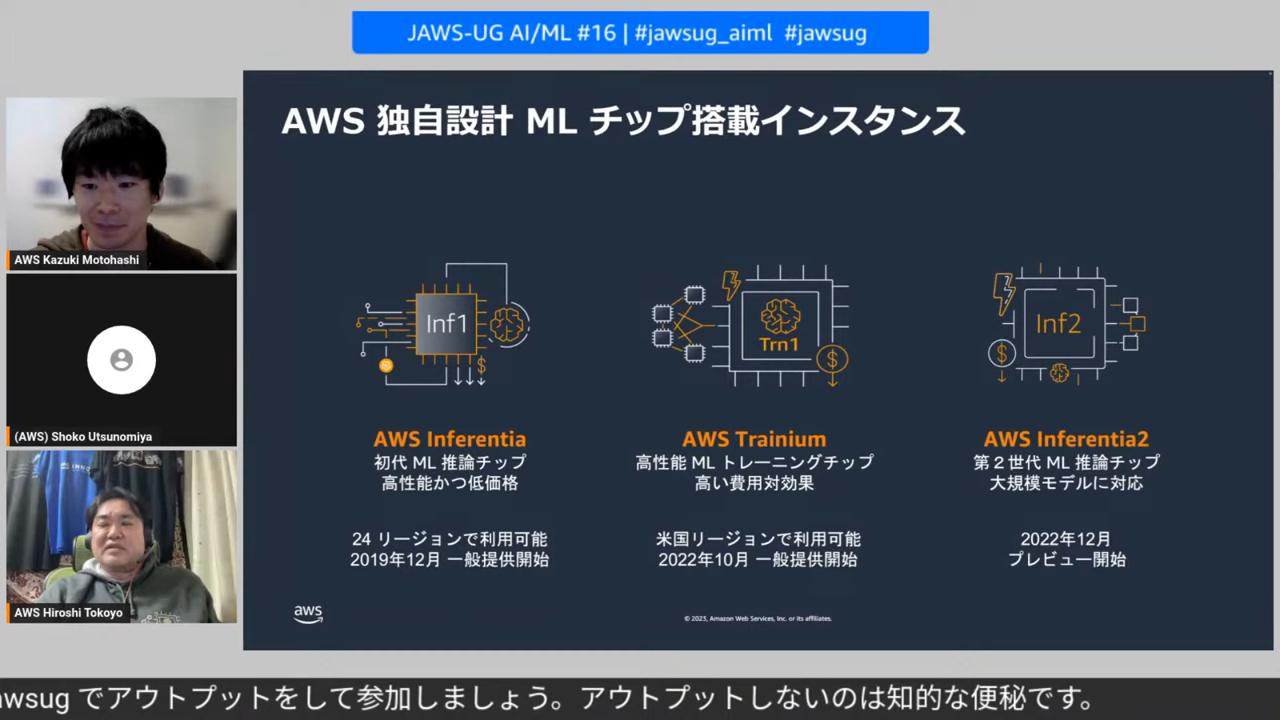 JAWS-UG AI/ML #16 | #jawsug_aiml #jawsug
AWS 独自設計 ML チップ搭載インスタンス
AWS Kazuki Motohashi
(AWS) Shoko Utsunomiya
AWS Hiroshi Tokoyo
Inf1
$
AWS Inferentia
初代 ML 推論チップ
高性能かつ低価格
24 リージョンで利用可能
2019年12月 一般提供開始
Trn1
$
AWS Trainium
高性能 ML トレーニングチップ
高い費用対効果
米国リージョンで利用可能
2022年10月 一般提供開始
Inf2
$
AWS Inferentia2
第２世代 ML 推論チップ
大規模モデルに対応
2022年12月
プレビュー開始
aws
© 2023, Amazon Web Services, Inc. or its affiliates.
awsug でアウトプットをして参加しましょう。アウトプットしないのは知的な便秘です。